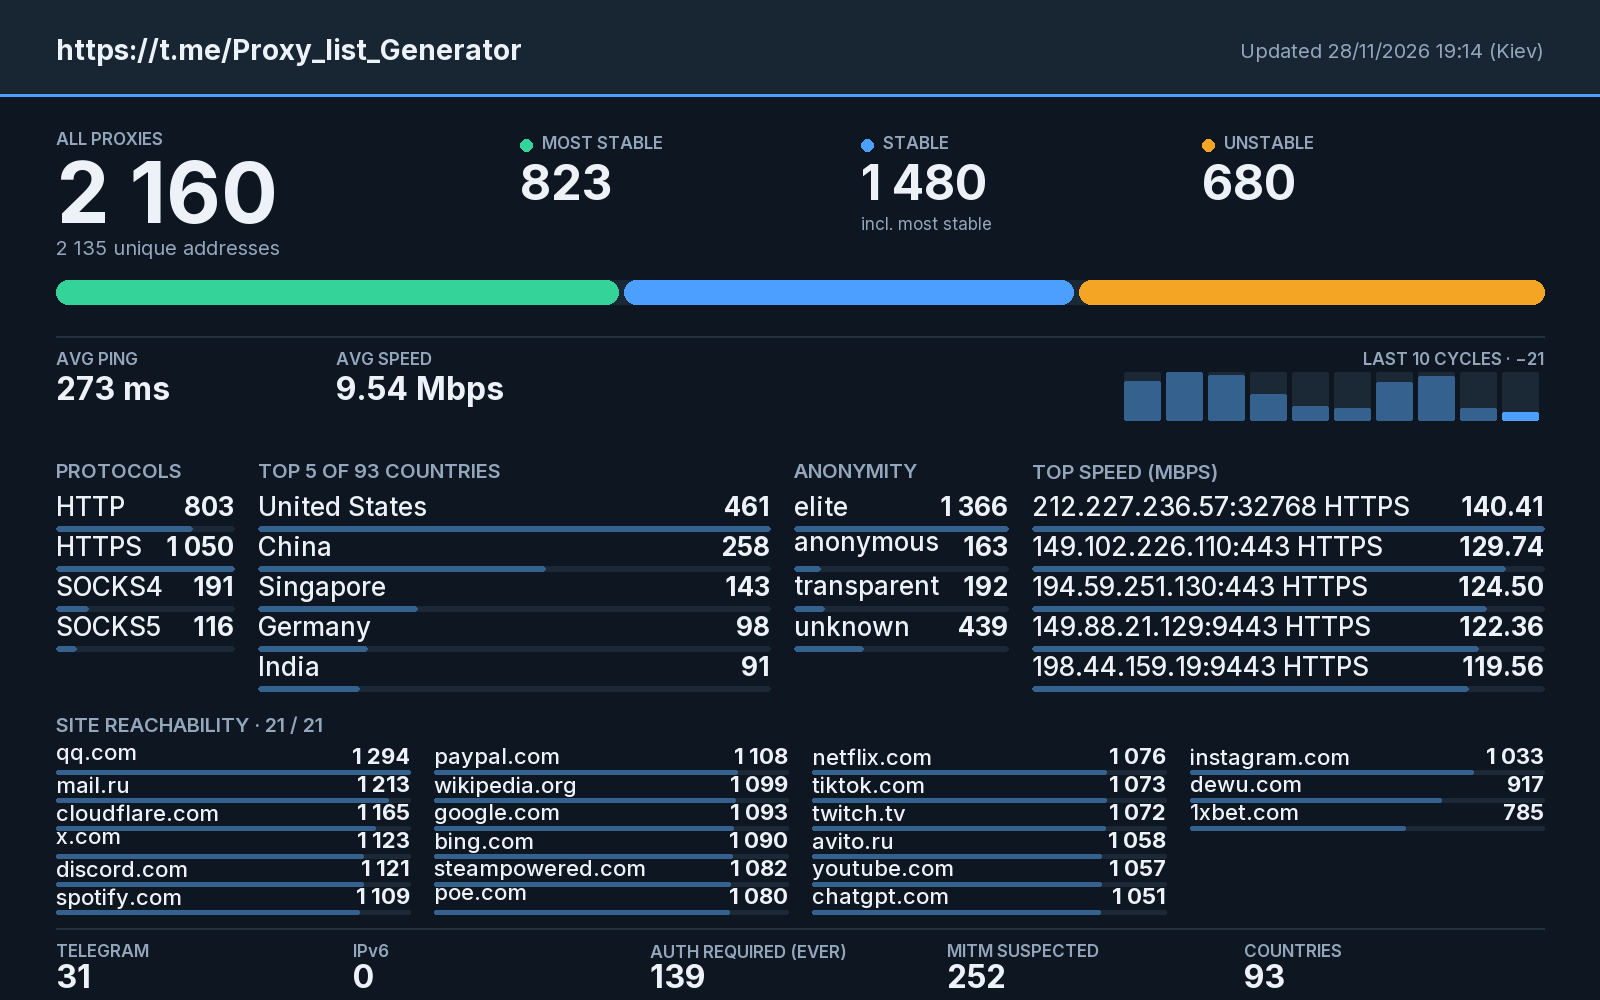 https://t.me/Proxy_list_Generator
Updated 28/11/2026 19:14 (Kiev)
ALL PROXIES
2 160
2 135 unique addresses
MOST STABLE
823
STABLE
1 480
incl. most stable
UNSTABLE
680
AVG PING
273 ms
AVG SPEED
9.54 Mbps
LAST 10 CYCLES · −21
PROTOCOLS
HTTP 803
HTTPS 1 050
SOCKS4 191
SOCKS5 116
TOP 5 OF 93 COUNTRIES
United States 461
China 258
Singapore 143
Germany 98
India 91
ANONYMITY
elite 1 366
anonymous 163
transparent 192
unknown 439
TOP SPEED (MBPS)
212.227.236.57:32768 HTTPS 140.41
149.102.226.110:443 HTTPS 129.74
194.59.251.130:443 HTTPS 124.50
149.88.21.129:9443 HTTPS 122.36
198.44.159.19:9443 HTTPS 119.56
SITE REACHABILITY · 21 / 21
qq.com 1 294
mail.ru 1 213
cloudflare.com 1 165
x.com 1 123
discord.com 1 121
spotify.com 1 109
paypal.com 1 108
wikipedia.org 1 099
google.com 1 093
bing.com 1 090
steampowered.com 1 082
poe.com 1 080
netflix.com 1 076
tiktok.com 1 073
twitch.tv 1 072
avito.ru 1 058
youtube.com 1 057
chatgpt.com 1 051
instagram.com 1 033
dewu.com 917
1xbet.com 785
TELEGRAM
31
IPv6
0
AUTH REQUIRED (EVER)
139
MITM SUSPECTED
252
COUNTRIES
93